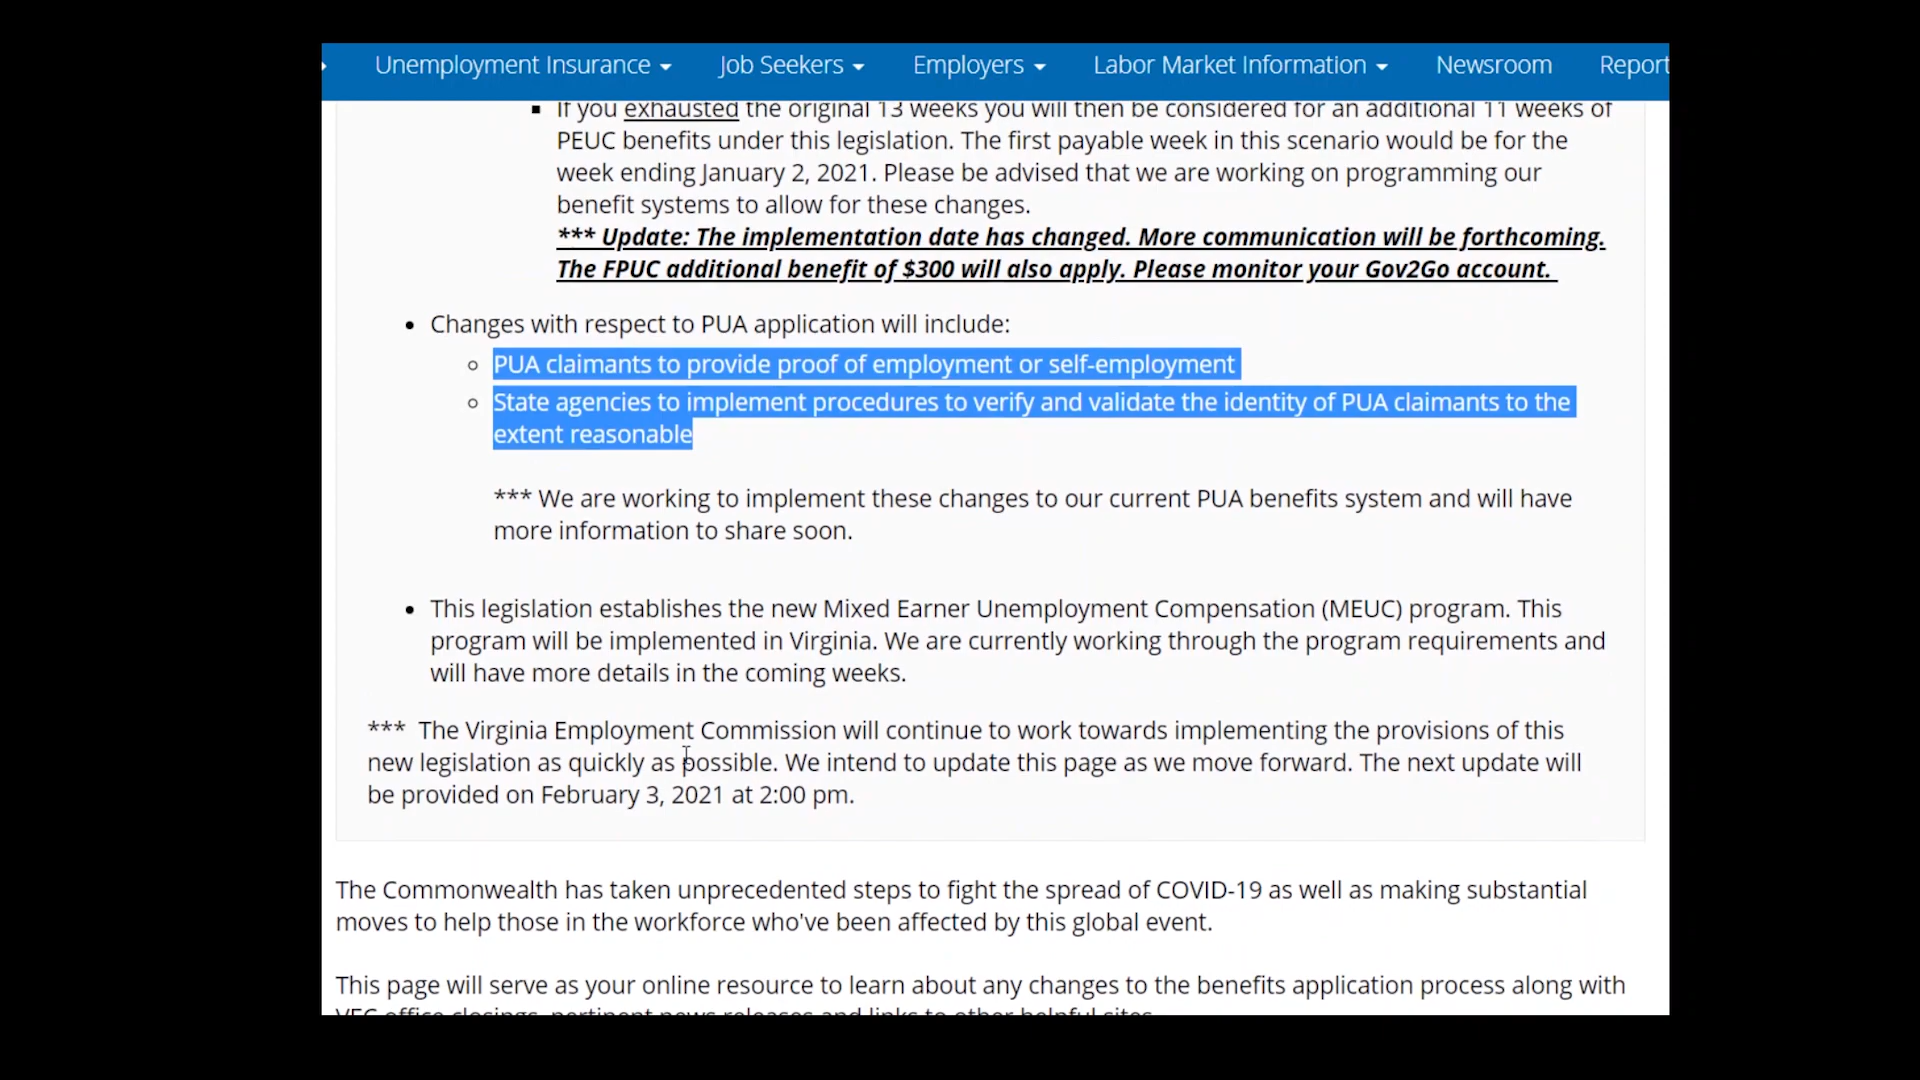 Unemployment Insurance Job Seekers Employers Labor Market Information Newsroom Report
If you exhausted the original 13 weeks you will then be considered for an additional 11 weeks of
PEUC benefits under this legislation. The first payable week in this scenario would be for the
week ending January 2, 2021. Please be advised that we are working on programming our
benefit systems to allow for these changes.
*** Update: The implementation date has changed. More communication will be forthcoming.
The FPUC additional benefit of $300 will also apply. Please monitor your Gov2Go account.
Changes with respect to PUA application will include:
PUA claimants to provide proof of employment or self-employment
State agencies to implement procedures to verify and validate the identity of PUA claimants to the
extent reasonable
*** We are working to implement these changes to our current PUA benefits system and will have
more information to share soon.
This legislation establishes the new Mixed Earner Unemployment Compensation (MEUC) program. This
program will be implemented in Virginia. We are currently working through the program requirements and
will have more details in the coming weeks.
*** The Virginia Employment Commission will continue to work towards implementing the provisions of this
new legislation as quickly as possible. We intend to update this page as we move forward. The next update will
be provided on February 3, 2021 at 2:00 pm.
The Commonwealth has taken unprecedented steps to fight the spread of COVID-19 as well as making substantial
moves to help those in the workforce who've been affected by this global event.
This page will serve as your online resource to learn about any changes to the benefits application process along with
VEC office closings, pertinent news releases and links to other helpful sites.